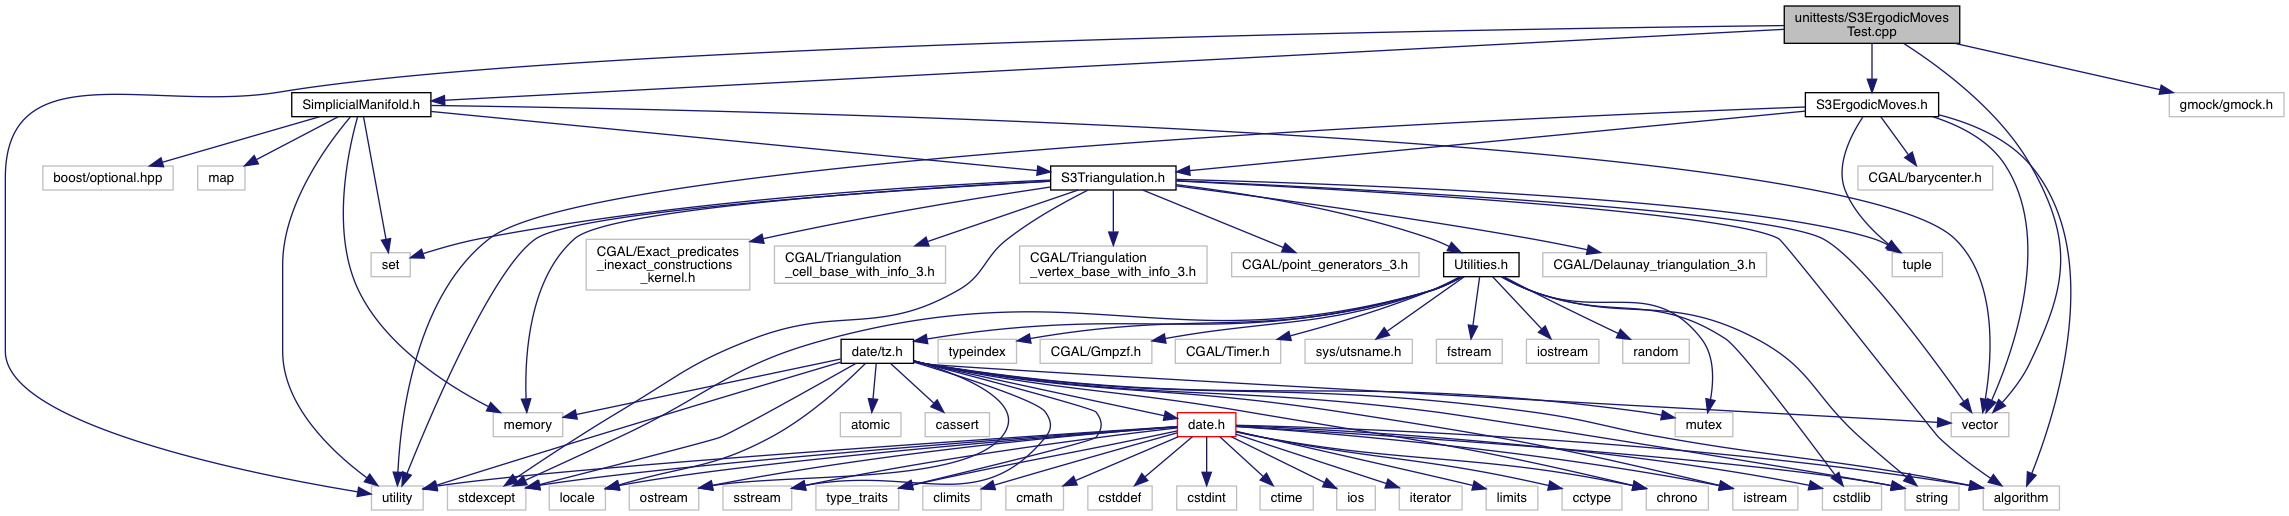 unittests/S3ErgodicMoves
Test.cpp
SimplicialManifold.h
S3ErgodicMoves.h
gmock/gmock.h
boost/optional.hpp
map
S3Triangulation.h
CGAL/barycenter.h
set
CGAL/Exact_predicates
_inexact_constructions
_kernel.h
CGAL/Triangulation
_cell_base_with_info_3.h
CGAL/Triangulation
_vertex_base_with_info_3.h
CGAL/point_generators_3.h
Utilities.h
CGAL/Delaunay_triangulation_3.h
tuple
date/tz.h
typeindex
CGAL/Gmpzf.h
CGAL/Timer.h
sys/utsname.h
fstream
iostream
random
memory
atomic
cassert
date.h
mutex
vector
utility
stdexcept
locale
ostream
sstream
type_traits
climits
cmath
cstddef
cstdint
ctime
ios
iterator
limits
cctype
chrono
istream
cstdlib
string
algorithm